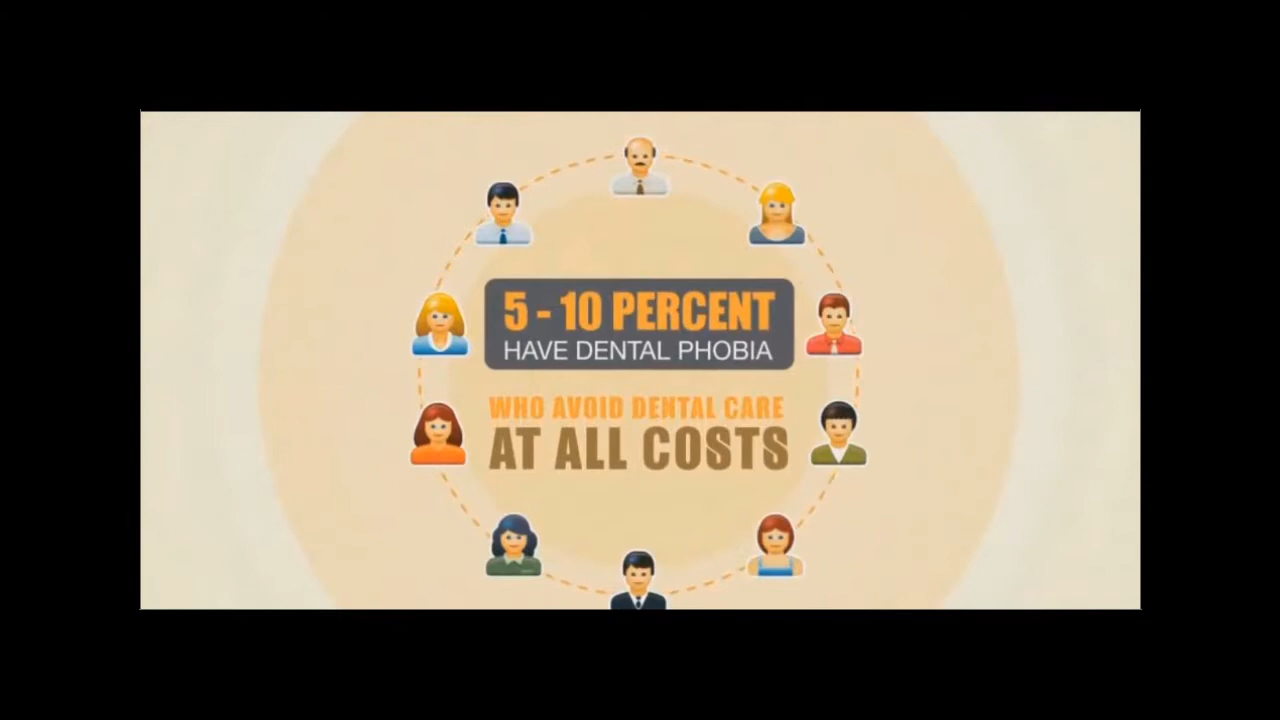 5 - 10 PERCENT
HAVE DENTAL PHOBIA
WHO AVOID DENTAL CARE
AT ALL COSTS